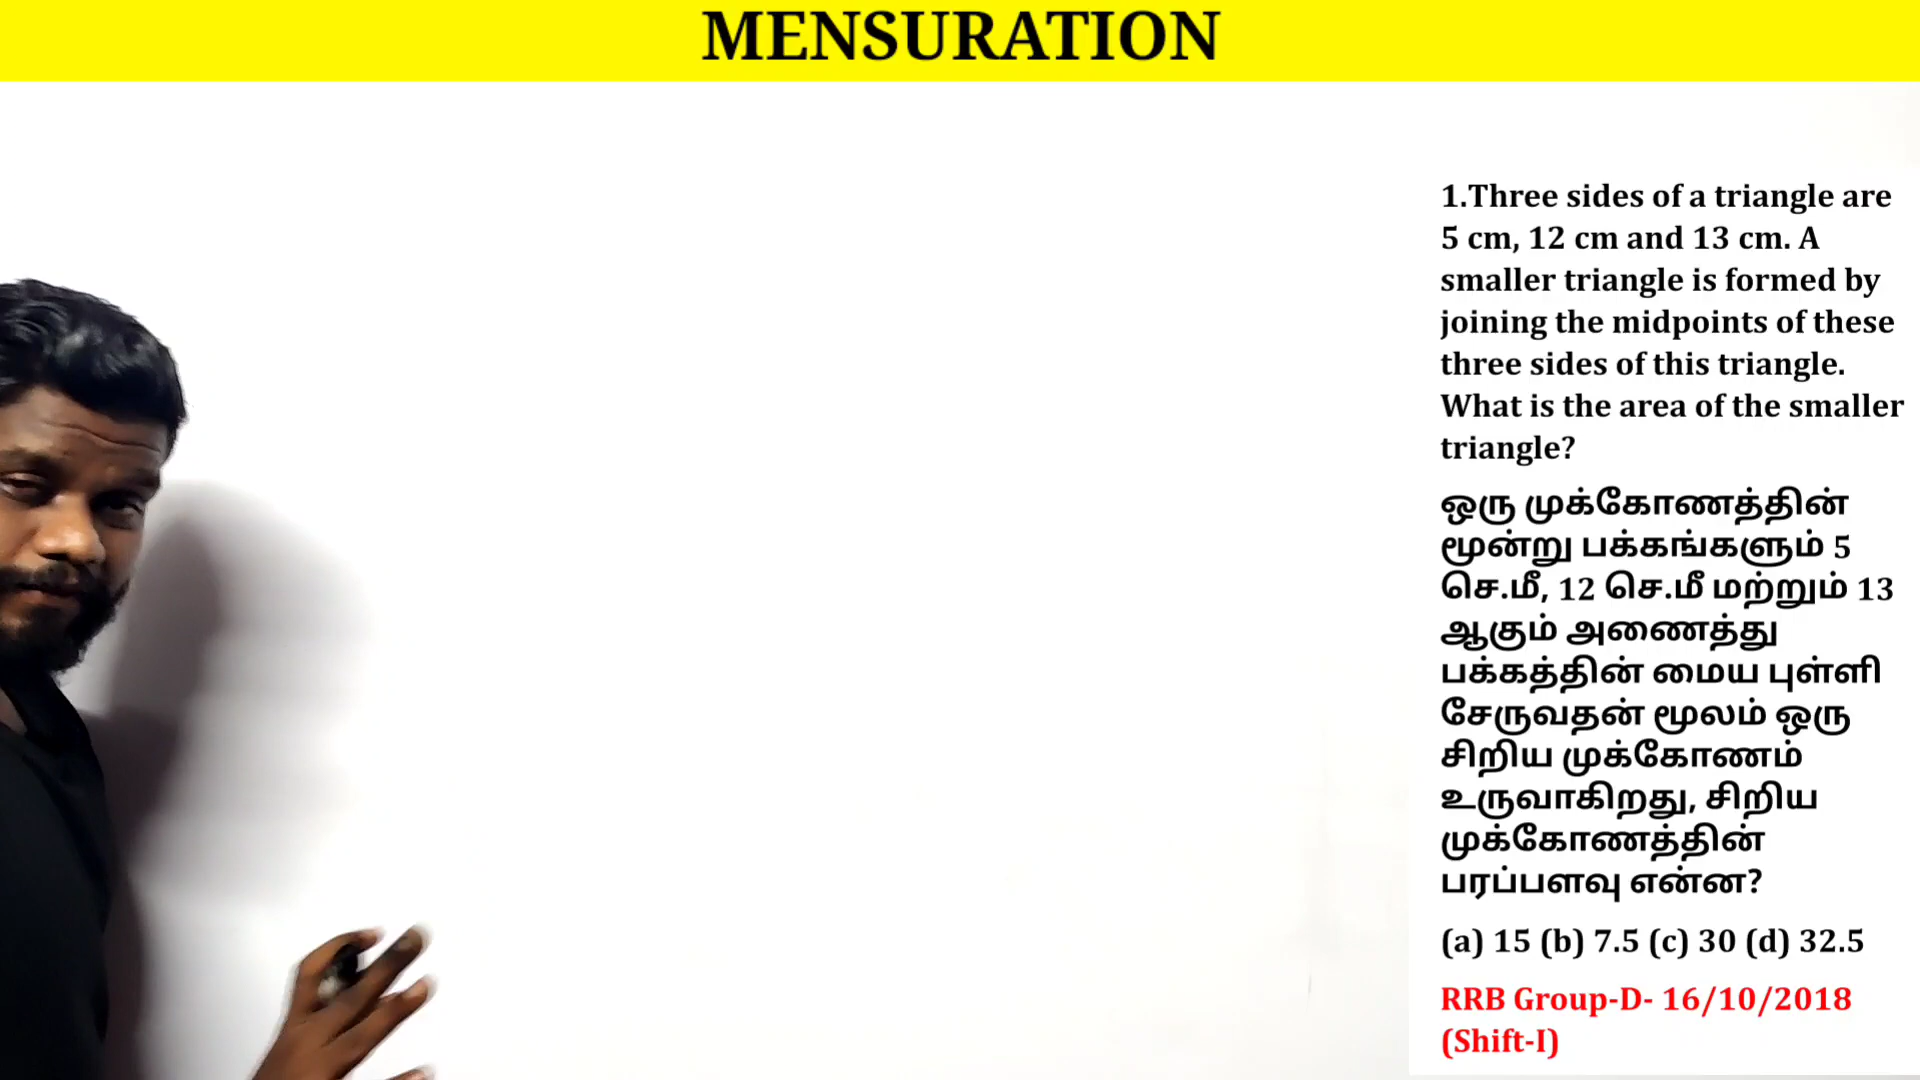 MENSURATION
1.Three sides of a triangle are
5 cm, 12 cm and 13 cm. A
smaller triangle is formed by
joining the midpoints of these
three sides of this triangle.
What is the area of the smaller
triangle?
ஒரு முக்கோணத்தின்
மூன்று பக்கங்களும் 5
செ.மீ, 12 செ.மீ மற்றும் 13
ஆகும் அணைத்து
பக்கத்தின் மைய புள்ளி
சேருவதன் மூலம் ஒரு
சிறிய முக்கோணம்
உருவாகிறது, சிறிய
முக்கோணத்தின்
பரப்பளவு என்ன?
(a) 15 (b) 7.5 (c) 30 (d) 32.5
RRB Group-D- 16/10/2018
(Shift-I)